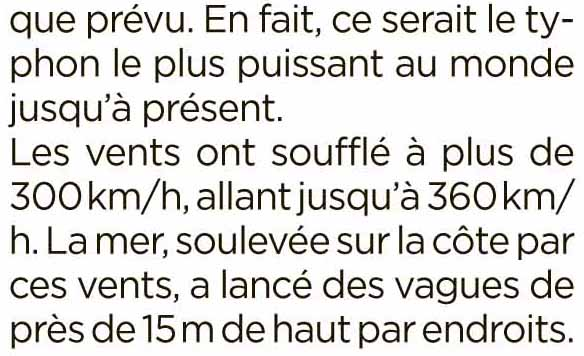 que prévu. En fait, ce serait le ty-
phon le plus puissant au monde
jusqu'à présent.
Les vents ont soufflé à plus de
300 km/h, allant jusqu'à 360 km/
h. La mer, soulevée sur la côte par
ces vents, a lancé des vagues de
près de 15 m de haut par endroits.